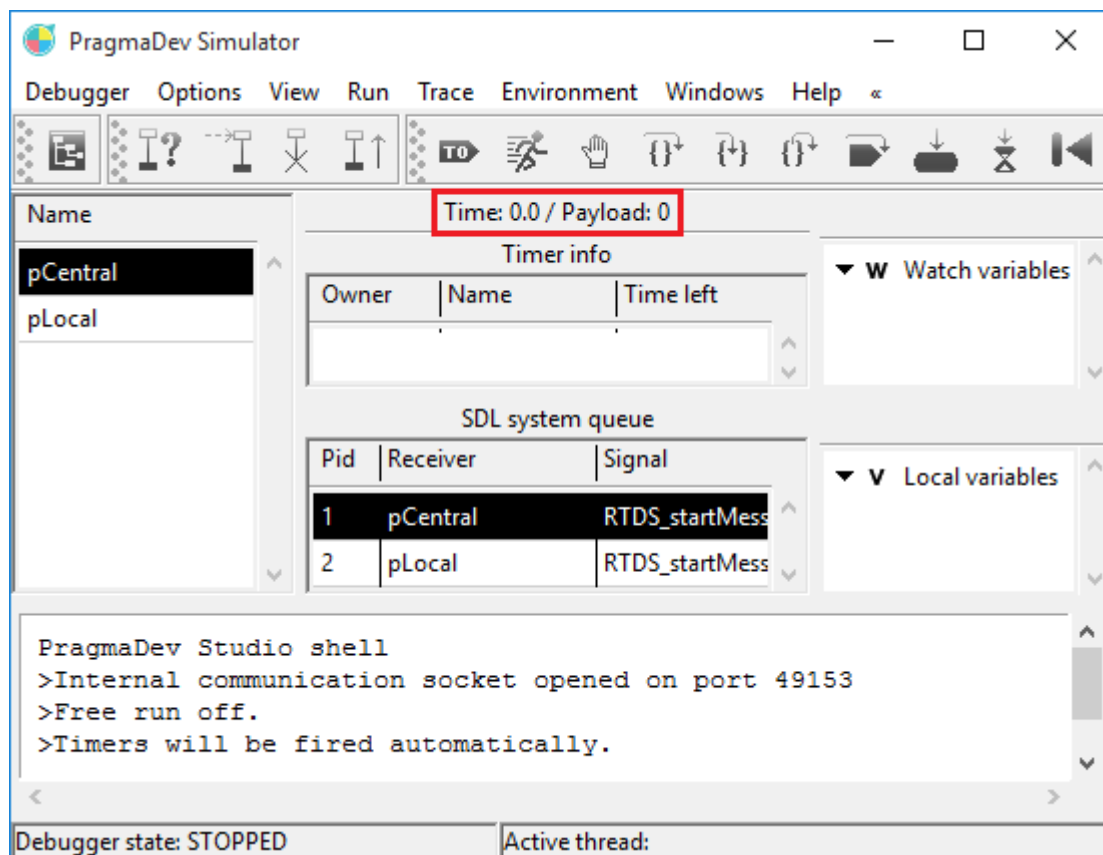 PragmaDev Simulator
Debugger Options View Run Trace Environment Windows Help «
TO
Name
pCentral
pLocal
Time: 0.0 / Payload: 0
Timer info
Owner Name Time left
SDL system queue
Pid Receiver Signal
1 pCentral RTDS_startMess
2 pLocal RTDS_startMess
W Watch variables
V Local variables
PragmaDev Studio shell
>Internal communication socket opened on port 49153
>Free run off.
>Timers will be fired automatically.
Debugger state: STOPPED
Active thread: